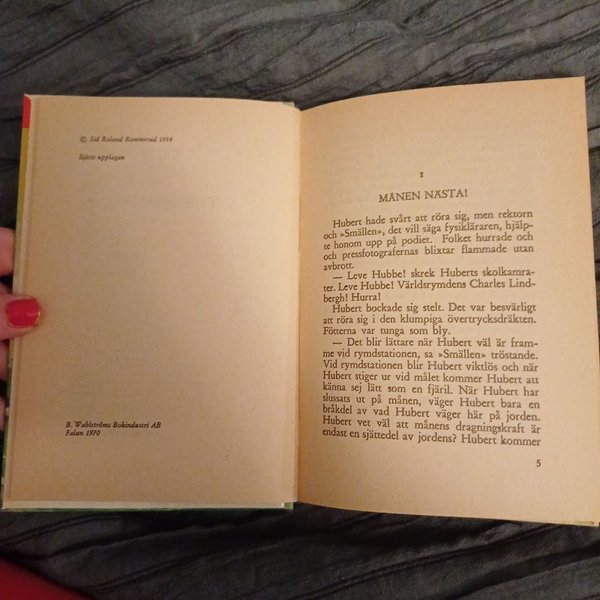 © Sid Roland Rommerud 1954
Sjätte upplagan
B. Wahlströms Bokindustri AB
Falun 1970
I
MÅNEN NÄSTA!
Hubert hade svårt att röra sig, men rektorn
och »Smällen», det vill säga fysikläraren, hjälp-
te honom upp på podiet. Folket hurrade och
och pressfotografernas blixtar flammade utan
avbrott.
— Leve Hubbe! skrek Huberts skolkamra-
ter. Leve Hubbe! Världsrymdens Charles Lind-
bergh! Hurra!
Hubert bockade sig stelt. Det var besvärligt
att röra sig i den klumpiga övertrycksdräkten.
Fötterna var tunga som bly.
— Det blir lättare när Hubert väl är fram-
me vid rymdstationen, sa »Smällen» tröstande.
Vid rymdstationen blir Hubert viktlös och när
Hubert stiger ur vid målet kommer Hubert att
känna sej lätt som en fjäril. När Hubert har
slussats ut på månen, väger Hubert bara en
bråkdel av vad Hubert väger här på jorden.
Hubert vet väl att månens dragningskraft är
endast en sjättedel av jordens? Hubert kommer
5